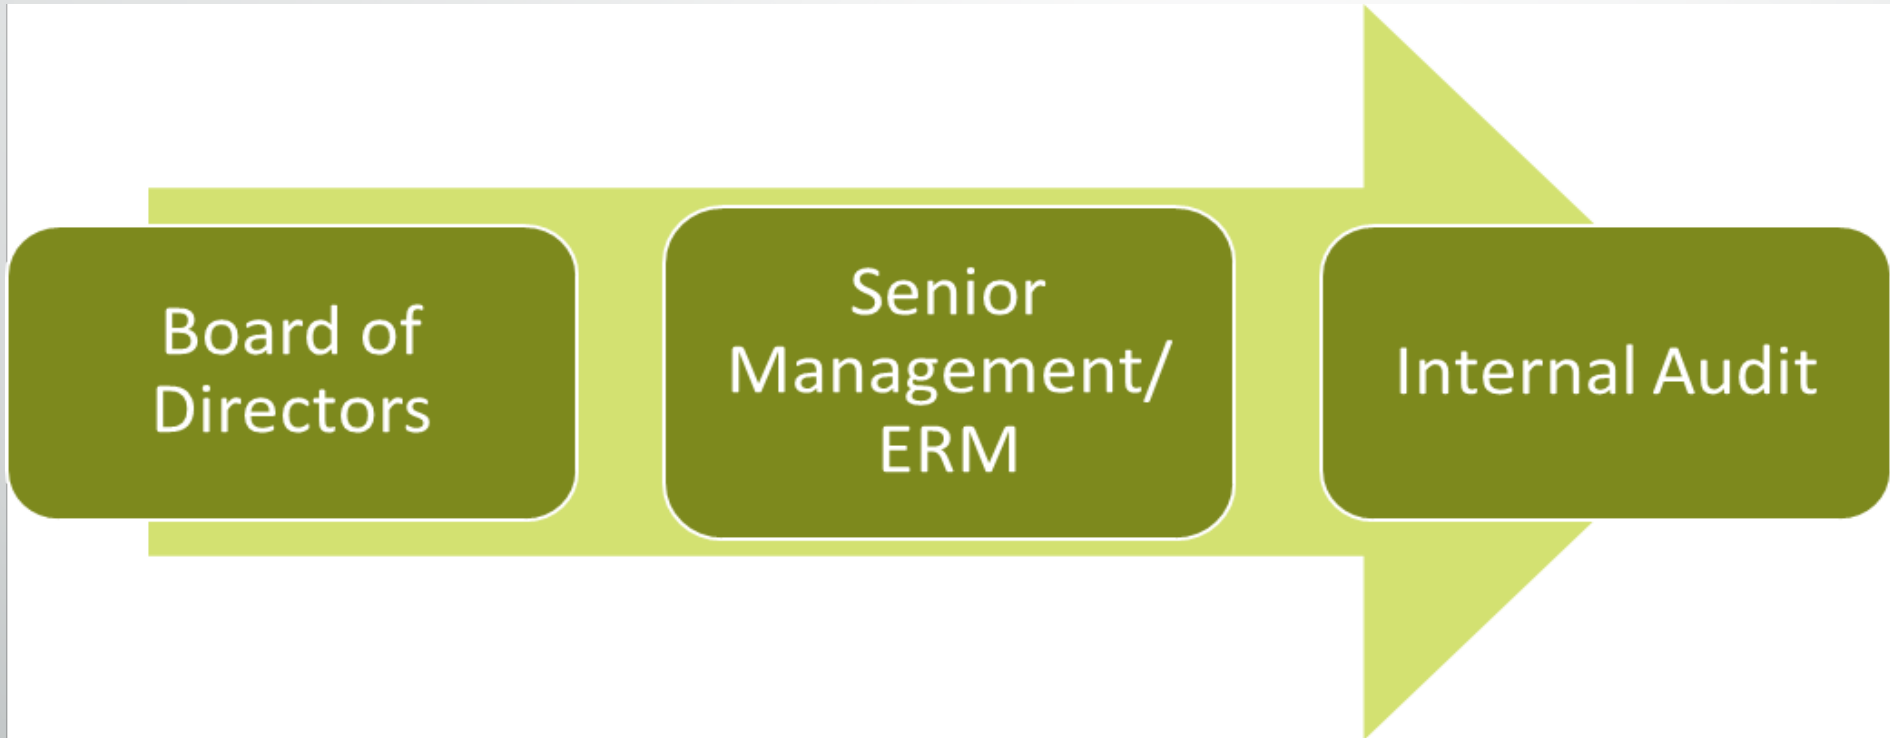 Board of
Directors
Senior
Management/
ERM
Internal Audit